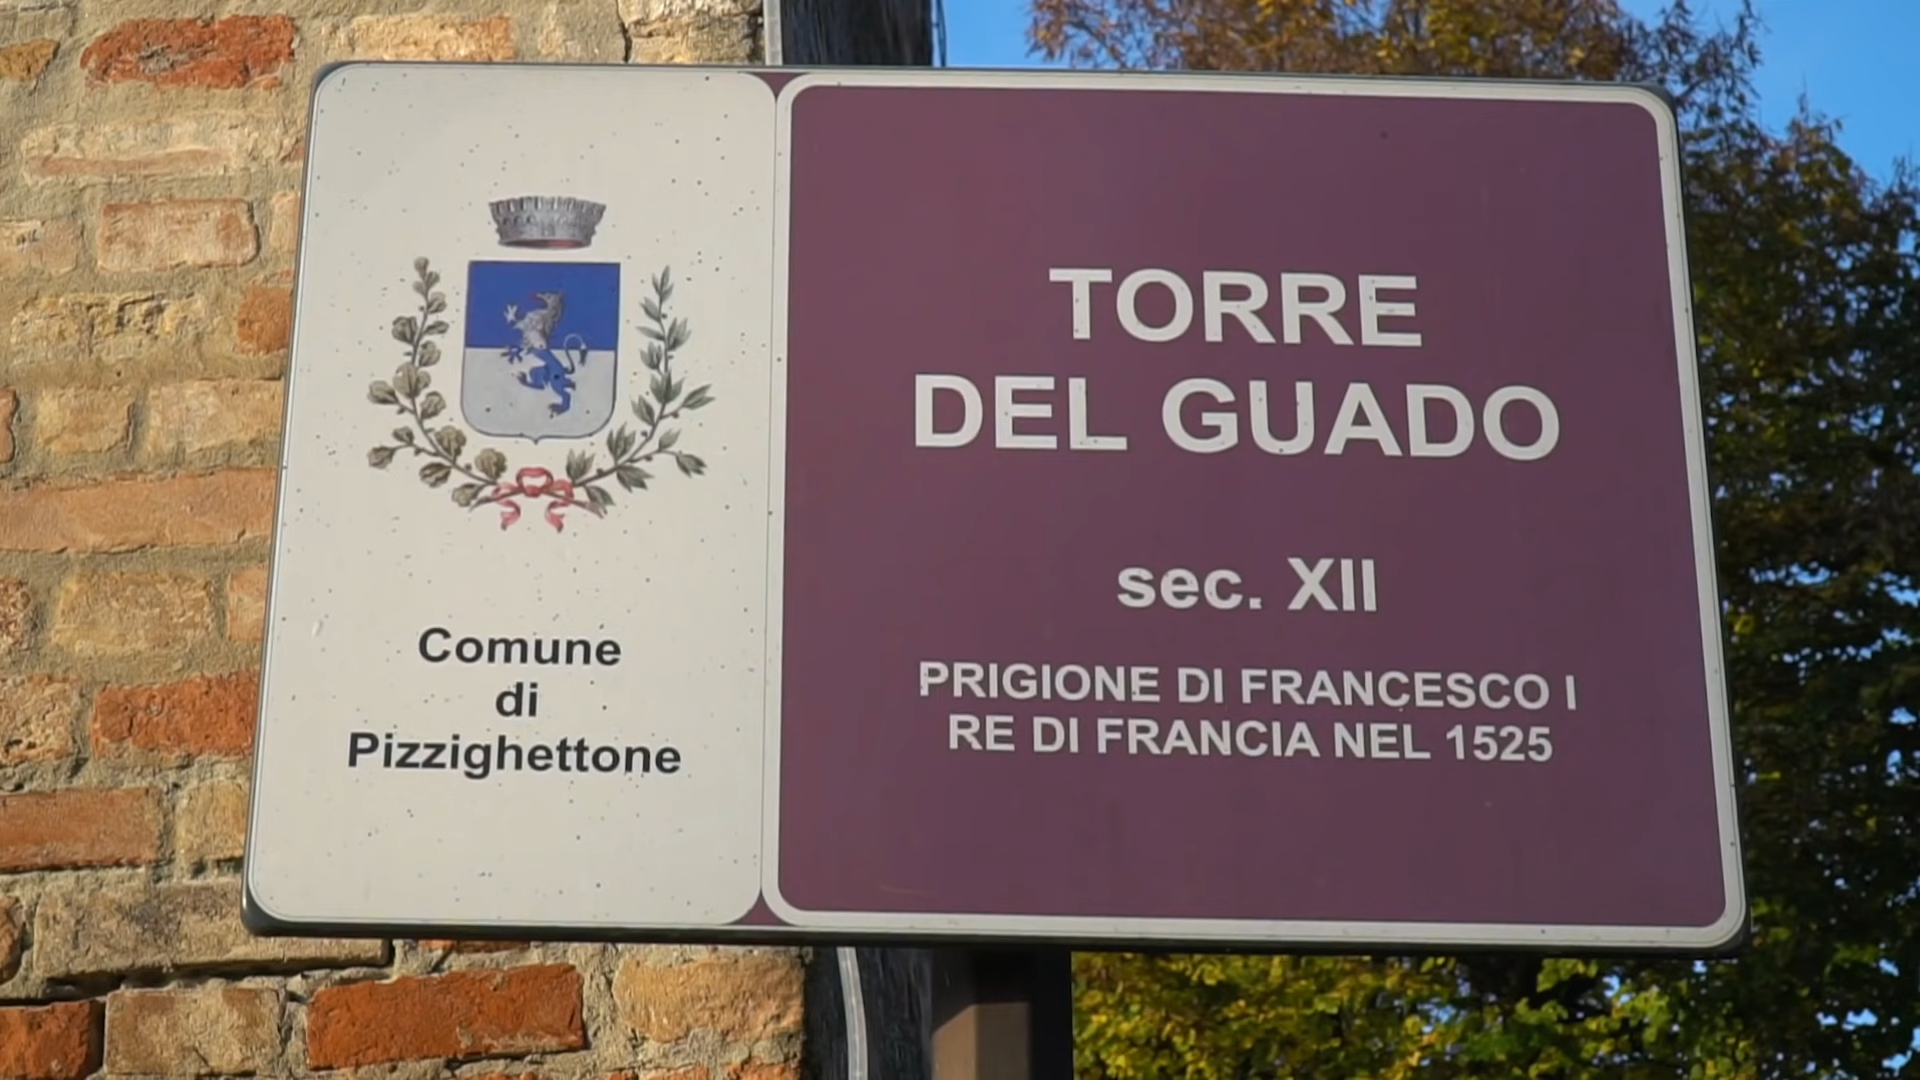 Comune
di
Pizzighettone
TORRE
DEL GUADO
sec. XII
PRIGIONE DI FRANCESCO I
RE DI FRANCIA NEL 1525